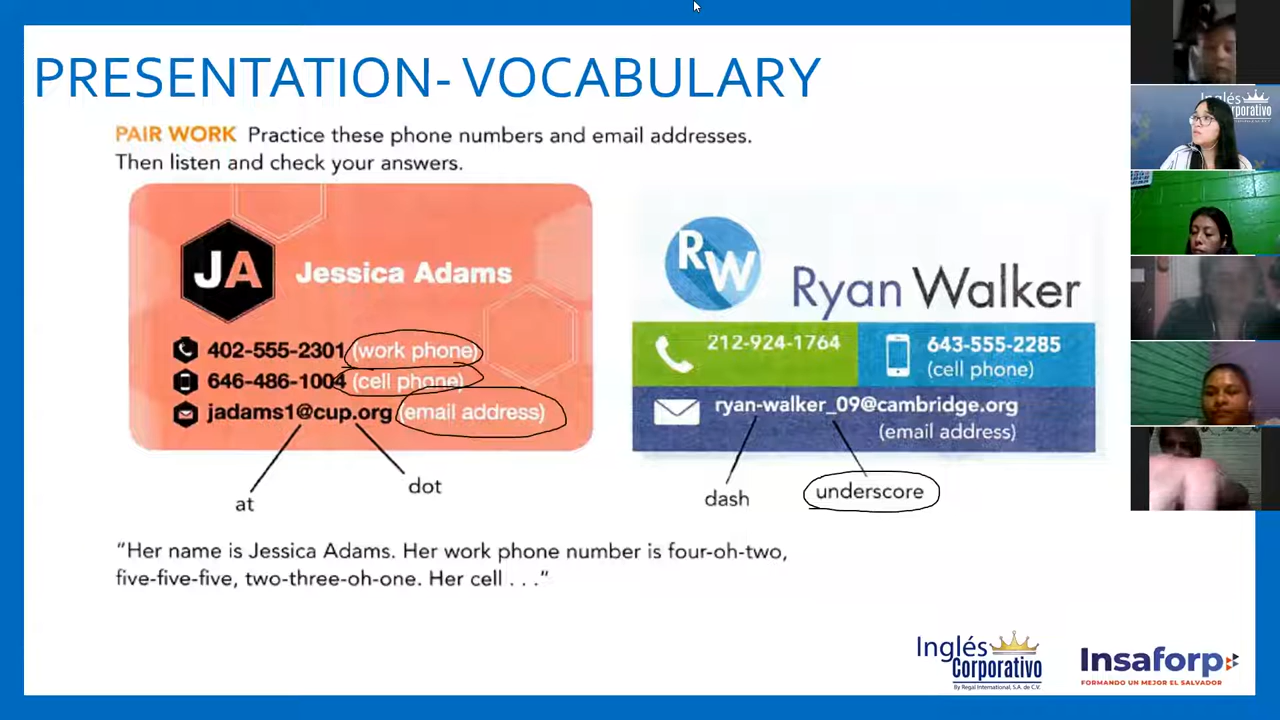 PRESENTATION- VOCABULARY
PAIR WORK Practice these phone numbers and email addresses.
Then listen and check your answers.
JA
Jessica Adams
402-555-2301 (work phone)
646-486-1004 (cell phone)
jadams1@cup.org (email address)
at
dot
RW
Ryan Walker
212-924-1764
643-555-2285
(cell phone)
ryan-walker_09@cambridge.org
(email address)
dash
underscore
"Her name is Jessica Adams. Her work phone number is four-oh-two,
five-five-five, two-three-oh-one. Her cell . . ."
Inglés
Corporativo
By Regal International, S.A. de C.V.
Insaforp
FORMANDO UN MEJOR EL SALVADOR
Inglés
Corporativo